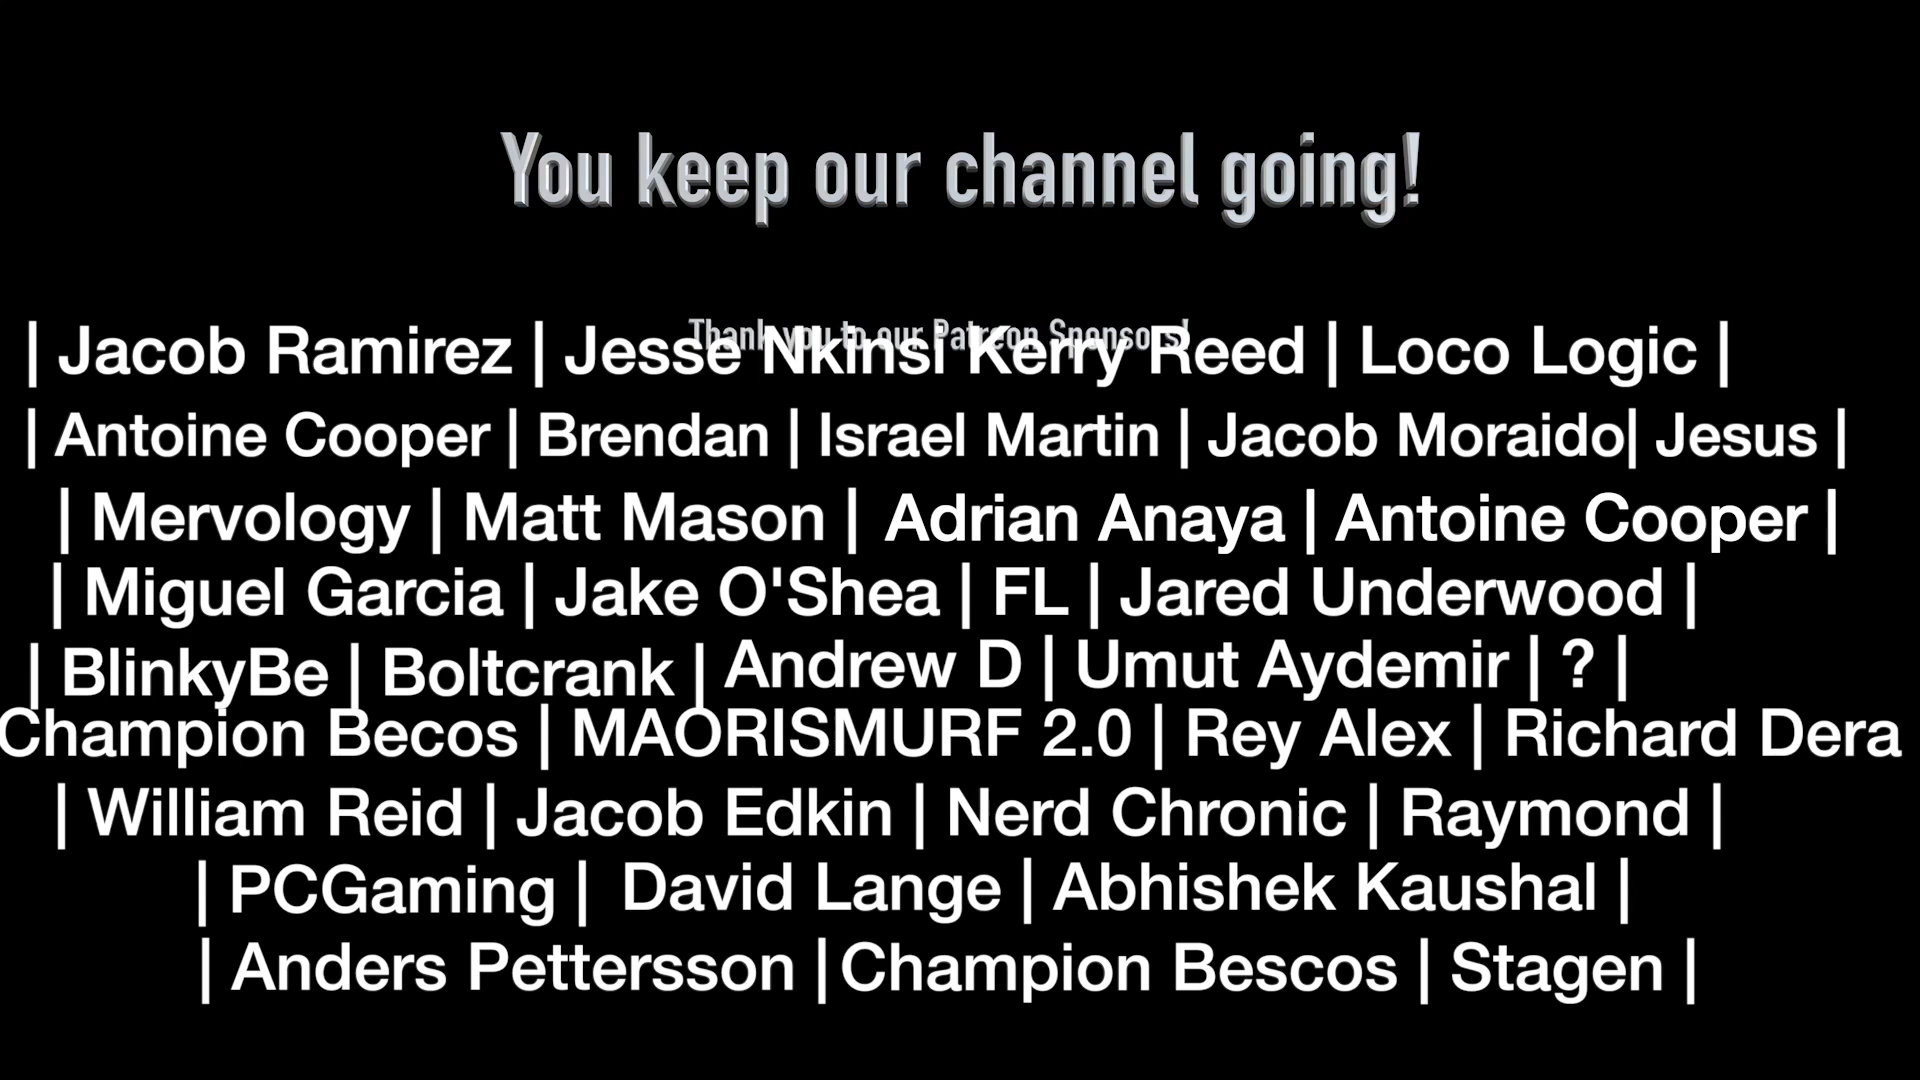 You keep our channel going!
Thank you to our Patreon Sponsors!
| Jacob Ramirez | Jesse Nkinsi Kerry Reed | Loco Logic |
| Antoine Cooper | Brendan | Israel Martin | Jacob Moraido| Jesus |
| Mervology | Matt Mason | Adrian Anaya | Antoine Cooper |
| Miguel Garcia | Jake O'Shea | FL | Jared Underwood |
| BlinkyBe | Boltcrank | Andrew D | Umut Aydemir | ? |
Champion Becos | MAORISMURF 2.0 | Rey Alex | Richard Dera
| William Reid | Jacob Edkin | Nerd Chronic | Raymond |
| PCGaming | David Lange | Abhishek Kaushal |
| Anders Pettersson | Champion Bescos | Stagen |